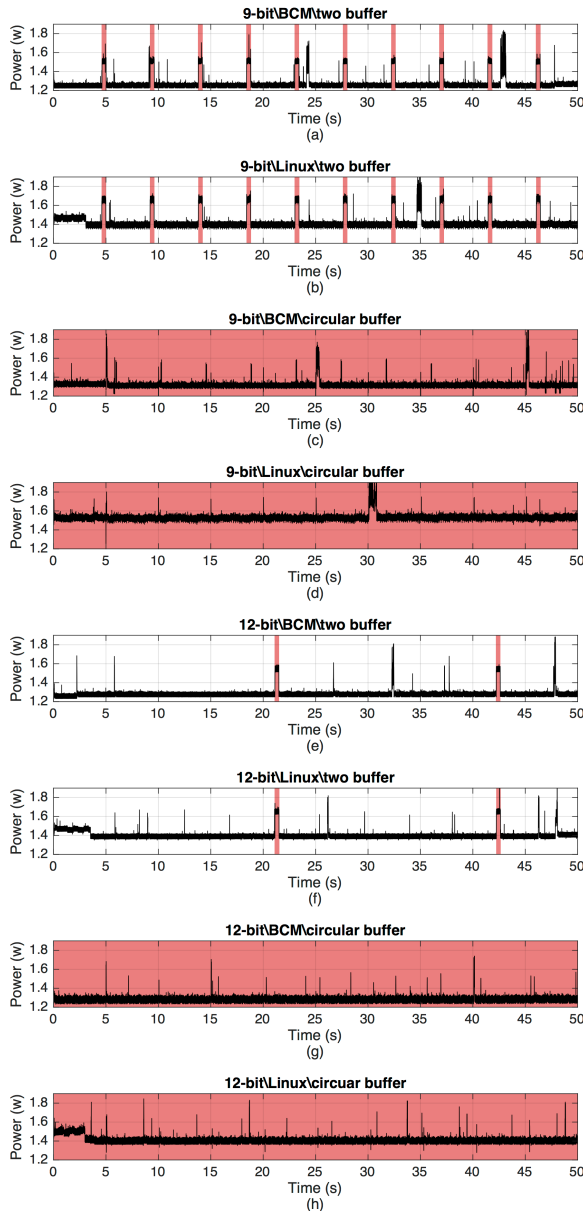 9-bit\BCM\two buffer
Power (w)
1.8
1.6
1.4
1.2
0 5 10 15 20 25 30 35 40 45 50
Time (s)
(a)
9-bit\Linux\two buffer
Power (w)
1.8
1.6
1.4
1.2
0 5 10 15 20 25 30 35 40 45 50
Time (s)
(b)
9-bit\BCM\circular buffer
Power (w)
1.8
1.6
1.4
1.2
0 5 10 15 20 25 30 35 40 45 50
Time (s)
(c)
9-bit\Linux\circular buffer
Power (w)
1.8
1.6
1.4
1.2
0 5 10 15 20 25 30 35 40 45 50
Time (s)
(d)
12-bit\BCM\two buffer
Power (w)
1.8
1.6
1.4
1.2
0 5 10 15 20 25 30 35 40 45 50
Time (s)
(e)
12-bit\Linux\two buffer
Power (w)
1.8
1.6
1.4
1.2
0 5 10 15 20 25 30 35 40 45 50
Time (s)
(f)
12-bit\BCM\circular buffer
Power (w)
1.8
1.6
1.4
1.2
0 5 10 15 20 25 30 35 40 45 50
Time (s)
(g)
12-bit\Linux\circuar buffer
Power (w)
1.8
1.6
1.4
1.2
0 5 10 15 20 25 30 35 40 45 50
Time (s)
(h)